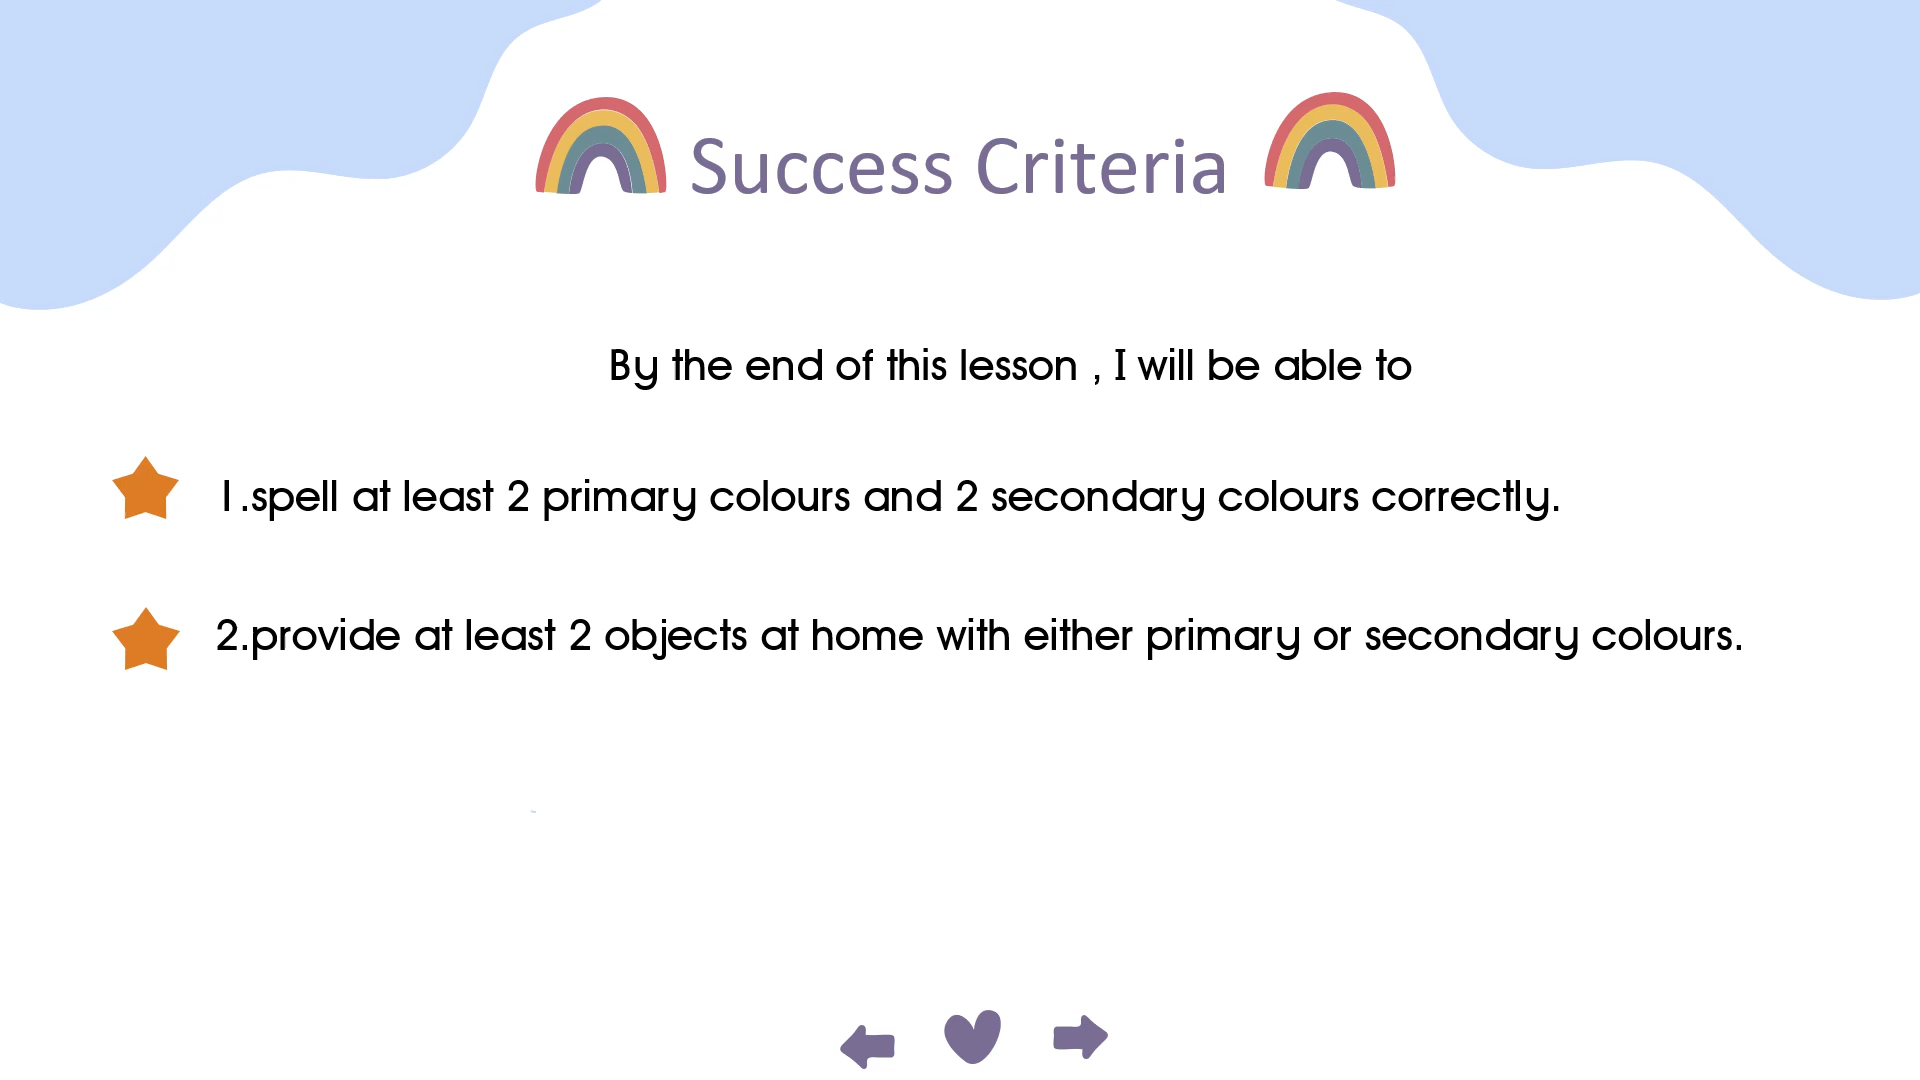 Success Criteria
By the end of this lesson , I will be able to
1.spell at least 2 primary colours and 2 secondary colours correctly.
2.provide at least 2 objects at home with either primary or secondary colours.